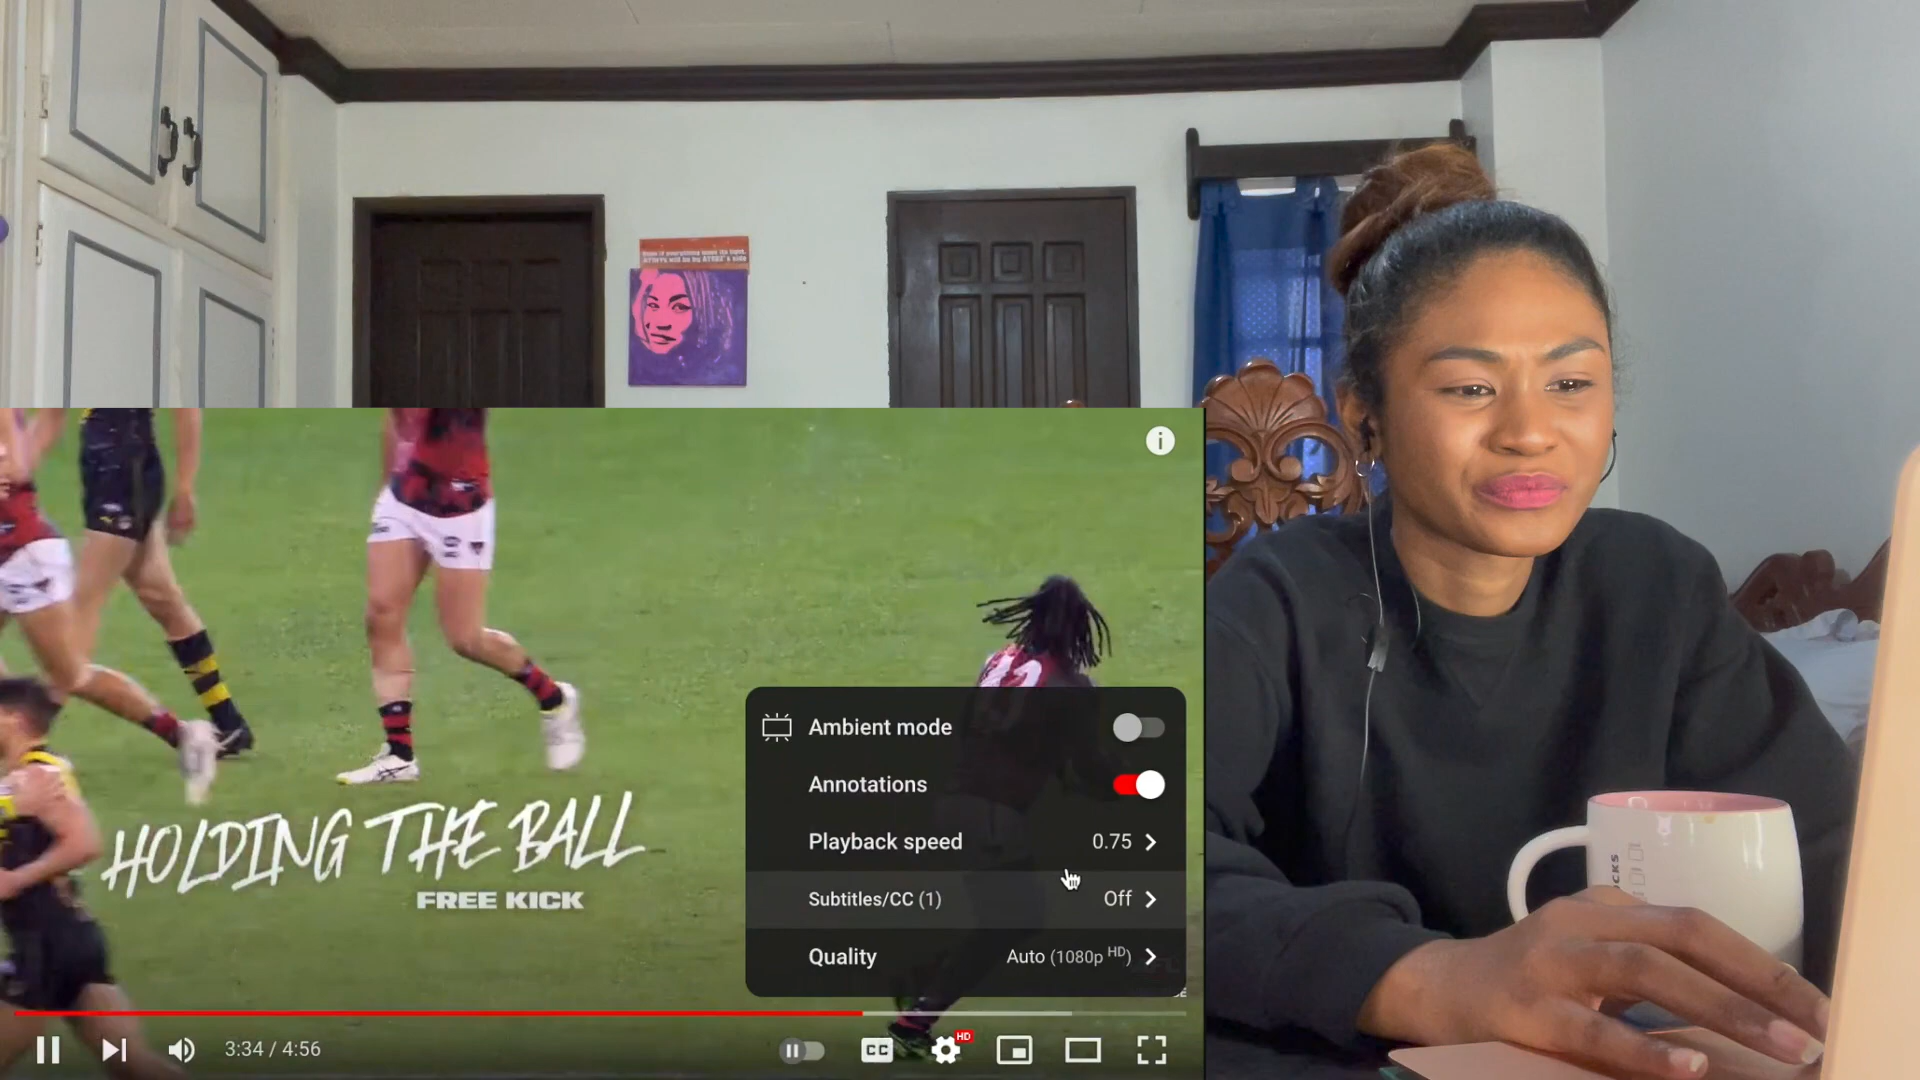 HOLDING THE BALL
FREE KICK
Ambient mode
Annotations
Playback speed 0.75
Subtitles/CC (1) Off
Quality Auto (1080p HD)
3:34 / 4:56
CC
HD